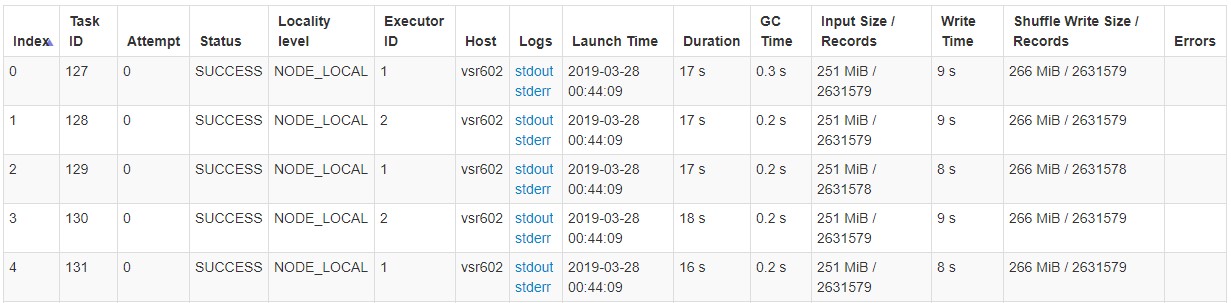 Index Task ID Attempt Status Locality level Executor ID Host Logs Launch Time Duration GC Time Input Size / Records Write Time Shuffle Write Size / Records Errors
0 127 0 SUCCESS NODE_LOCAL 1 vsr602 stdout stderr 2019-03-28 00:44:09 17 s 0.3 s 251 MiB / 2631579 9 s 266 MiB / 2631579
1 128 0 SUCCESS NODE_LOCAL 2 vsr602 stdout stderr 2019-03-28 00:44:09 17 s 0.2 s 251 MiB / 2631579 9 s 266 MiB / 2631579
2 129 0 SUCCESS NODE_LOCAL 1 vsr602 stdout stderr 2019-03-28 00:44:09 17 s 0.2 s 251 MiB / 2631578 8 s 266 MiB / 2631578
3 130 0 SUCCESS NODE_LOCAL 2 vsr602 stdout stderr 2019-03-28 00:44:09 18 s 0.2 s 251 MiB / 2631579 9 s 266 MiB / 2631579
4 131 0 SUCCESS NODE_LOCAL 1 vsr602 stdout stderr 2019-03-28 00:44:09 16 s 0.2 s 251 MiB / 2631579 8 s 266 MiB / 2631579